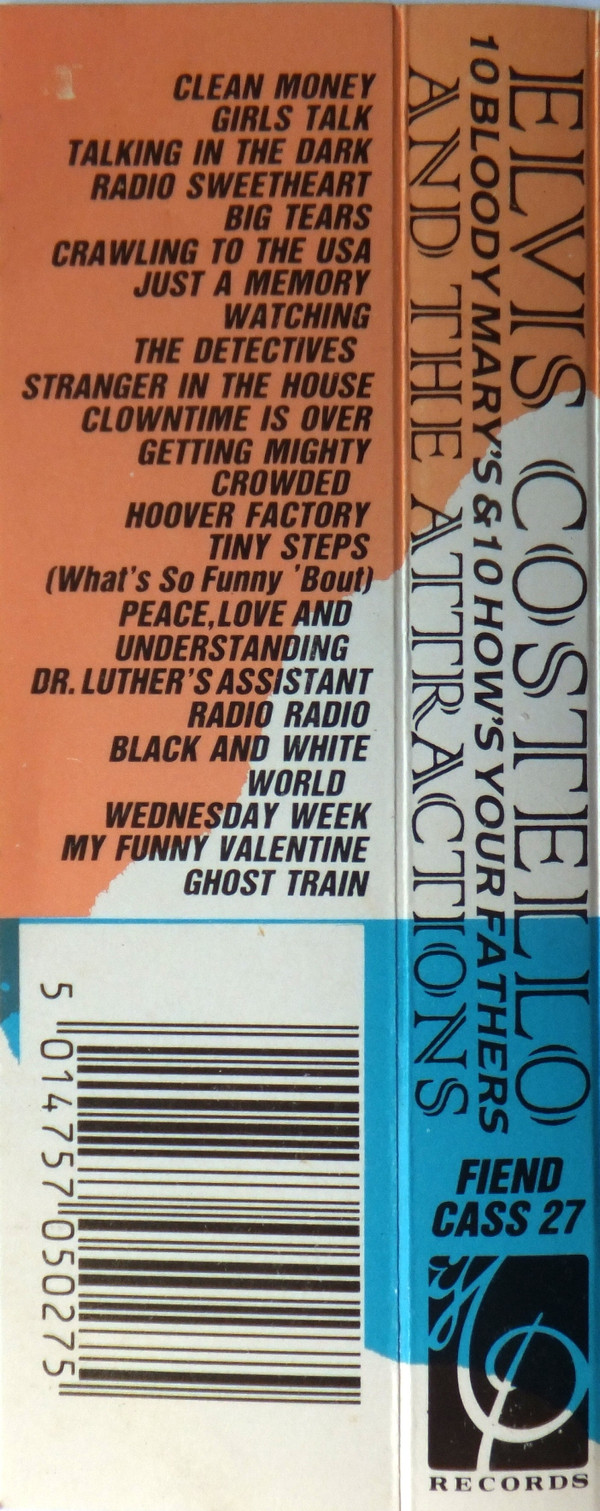 CLEAN MONEY
GIRLS TALK
TALKING IN THE DARK
RADIO SWEETHEART
BIG TEARS
CRAWLING TO THE USA
JUST A MEMORY
WATCHING
THE DETECTIVES
STRANGER IN THE HOUSE
CLOWNTIME IS OVER
GETTING MIGHTY
CROWDED
HOOVER FACTORY
TINY STEPS
(What's So Funny 'Bout)
PEACE, LOVE AND
UNDERSTANDING
DR. LUTHER'S ASSISTANT
RADIO RADIO
BLACK AND WHITE
WORLD
WEDNESDAY WEEK
MY FUNNY VALENTINE
GHOST TRAIN
5 014757 050275
ELVIS COSTELLO
10 BLOODY MARY'S & 10 HOW'S YOUR FATHERS
AND THE ATTRACTIONS
FIEND
CASS 27
RECORDS